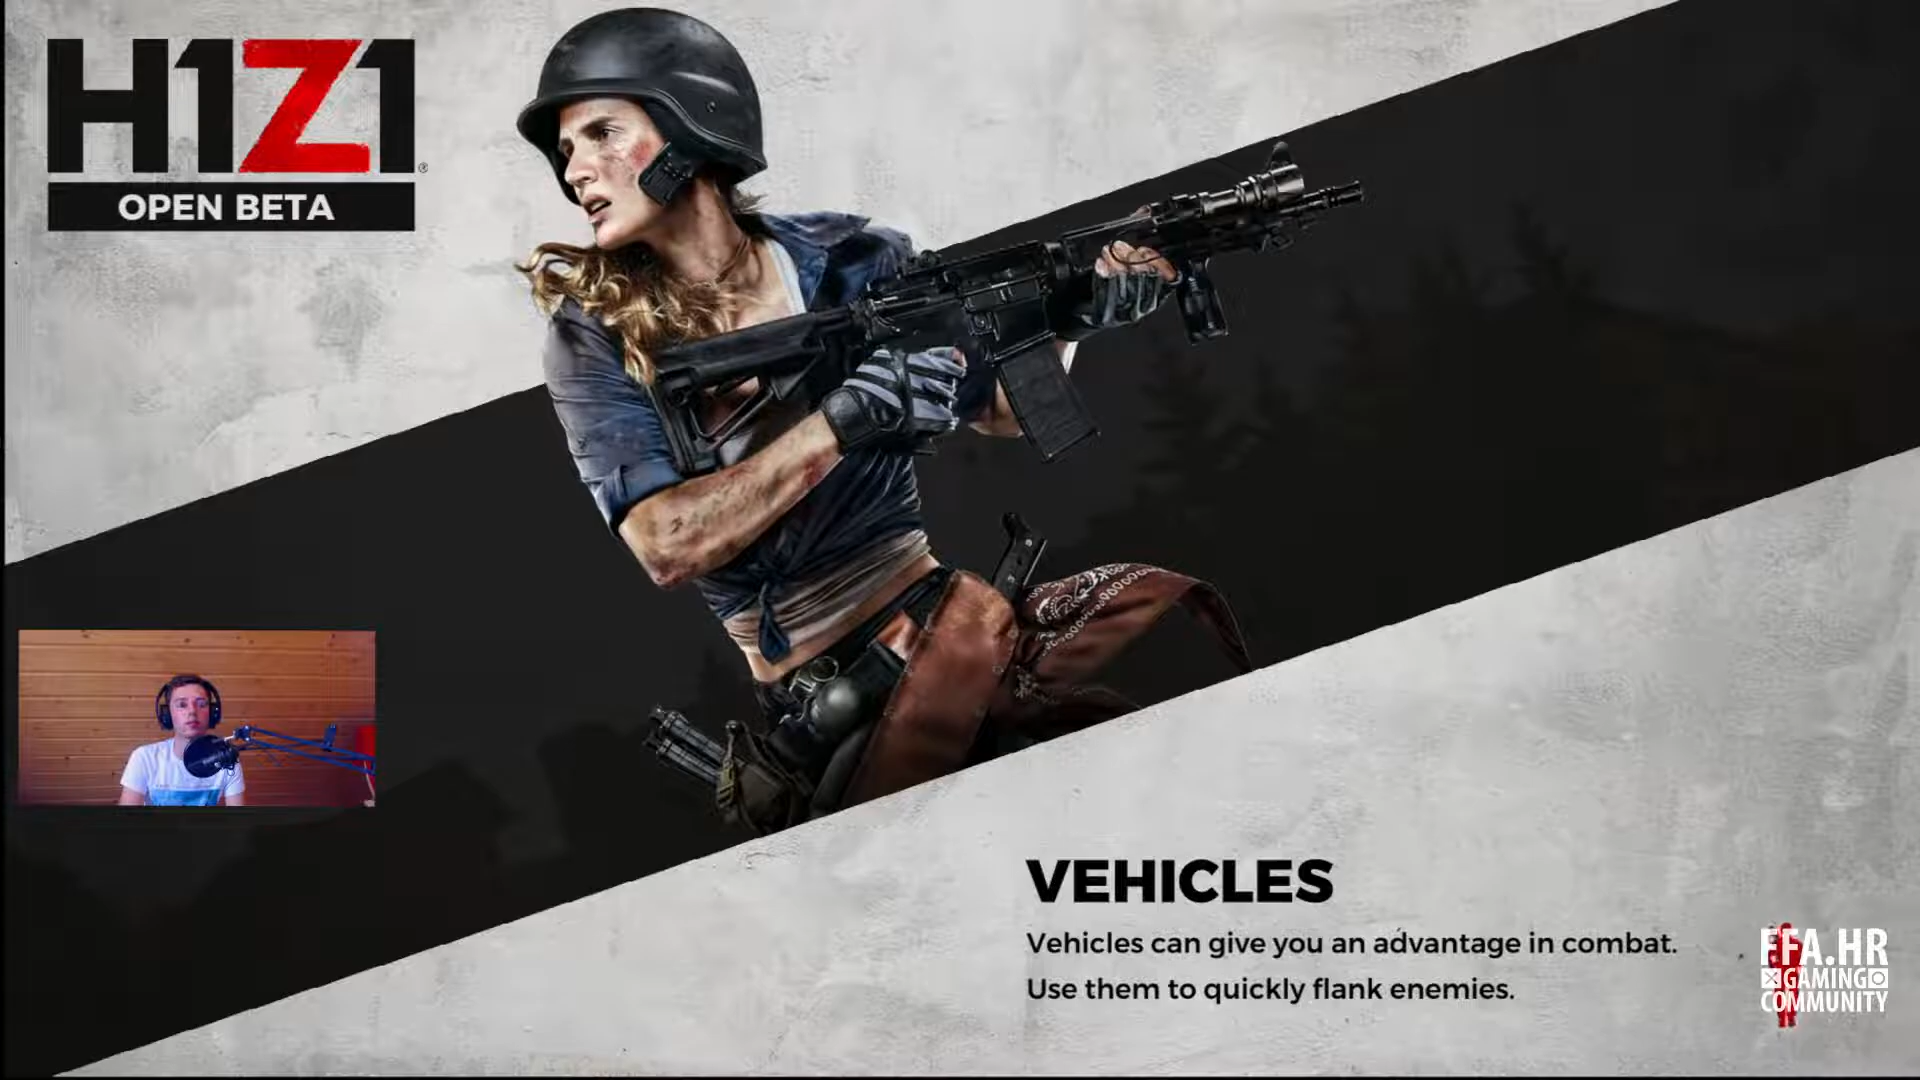 H1Z1®
OPEN BETA
VEHICLES
Vehicles can give you an advantage in combat.
Use them to quickly flank enemies.
FFA.HR
GAMING
COMMUNITY